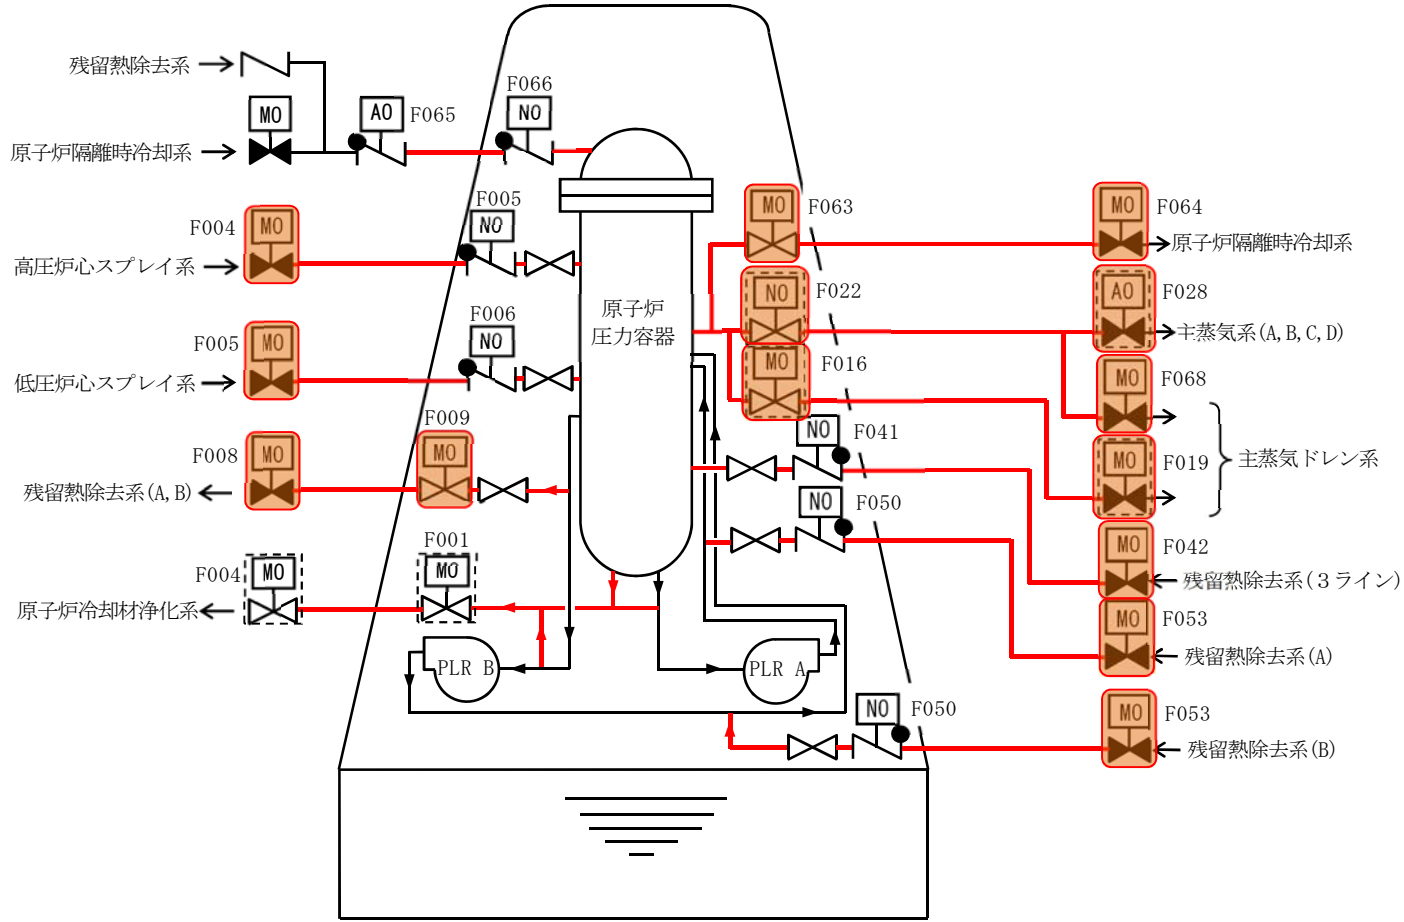 残留熱除去系
F066
MO
AO
F065
NO
原子炉隔離時冷却系
F005
F004
MO
NO
高圧炉心スプレイ系
F006
F005
MO
NO
低圧炉心スプレイ系
F009
F008
MO
MO
残留熱除去系(A,B)
F001
F004
MO
MO
原子炉冷却材浄化系
原子炉
圧力容器
PLR B
PLR A
MO
F063
MO
F064
原子炉隔離時冷却系
NO
F022
AO
F028
主蒸気系(A,B,C,D)
MO
F016
MO
F068
NO
F041
MO
F019
主蒸気ドレン系
NO
F050
MO
F042
残留熱除去系(3ライン)
MO
F053
残留熱除去系(A)
NO
F050
MO
F053
残留熱除去系(B)